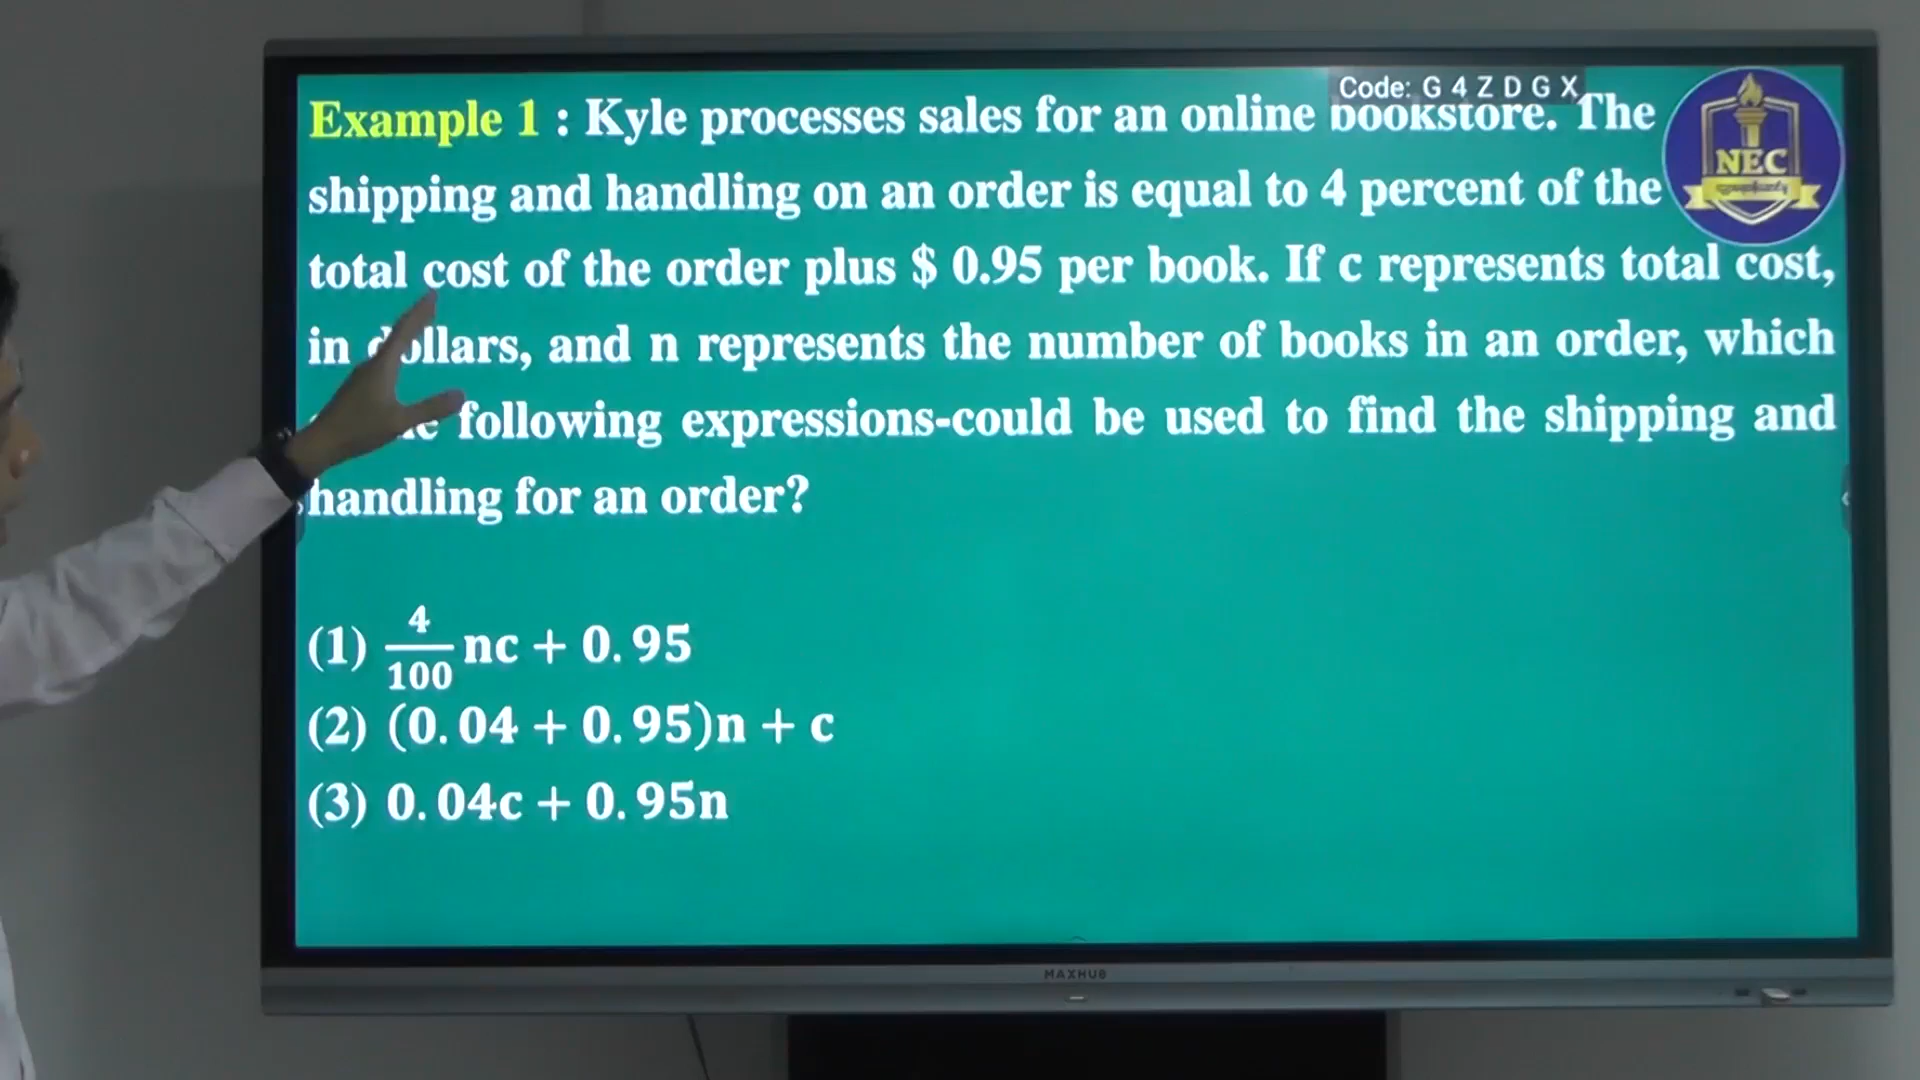 Code: G 4 Z D G X
Example 1 : Kyle processes sales for an online bookstore. The
NEC
shipping and handling on an order is equal to 4 percent of the
total cost of the order plus $ 0.95 per book. If c represents total cost,
in dollars, and n represents the number of books in an order, which
following expressions-could be used to find the shipping and
handling for an order?
(1) 4/100 nc + 0.95
(2) (0.04 + 0.95)n + c
(3) 0.04c + 0.95n
MAXHUB